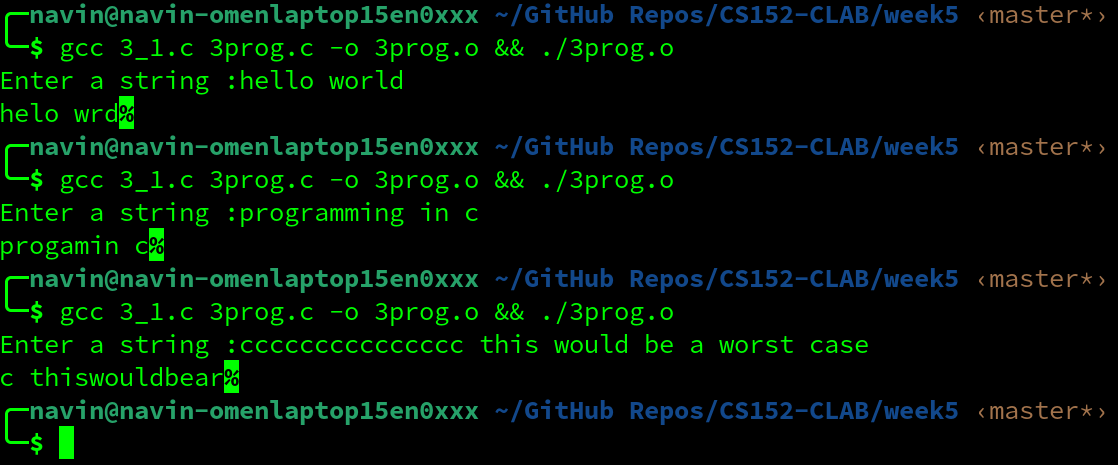 navin@navin-omenlaptop15en0xxx ~/GitHub Repos/CS152-CLAB/week5 ‹master*›
$ gcc 3_1.c 3prog.c -o 3prog.o && ./3prog.o
Enter a string :hello world
helo wrd%
navin@navin-omenlaptop15en0xxx ~/GitHub Repos/CS152-CLAB/week5 ‹master*›
$ gcc 3_1.c 3prog.c -o 3prog.o && ./3prog.o
Enter a string :programming in c
progamin c%
navin@navin-omenlaptop15en0xxx ~/GitHub Repos/CS152-CLAB/week5 ‹master*›
$ gcc 3_1.c 3prog.c -o 3prog.o && ./3prog.o
Enter a string :ccccccccccccccc this would be a worst case
c thiswouldbear%
navin@navin-omenlaptop15en0xxx ~/GitHub Repos/CS152-CLAB/week5 ‹master*›
$